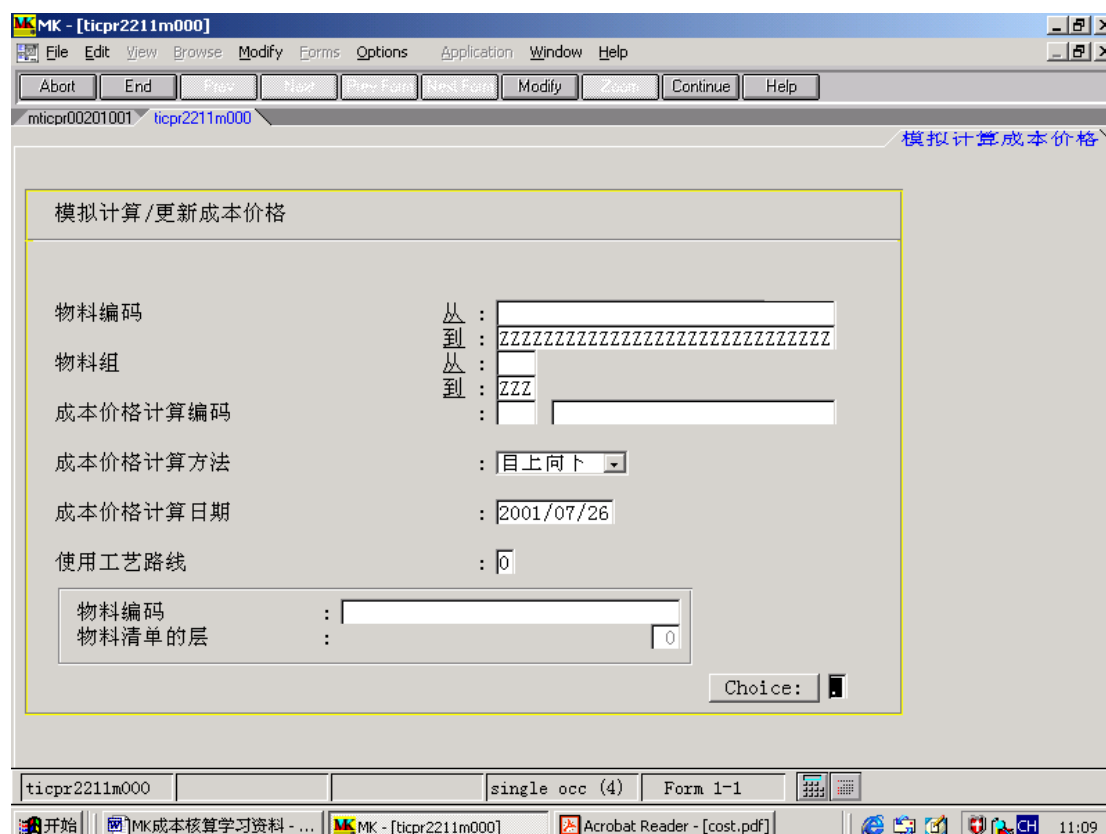 MK - [ticpr2211m000]
File Edit View Browse Modify Forms Options Application Window Help
Abort End Prev Next Prev Form Next Form Modify Zoom Continue Help
mticpr00201001 ticpr2211m000
模拟计算成本价格
模拟计算/更新成本价格
物料编码 从 :
到 : ZZZZZZZZZZZZZZZZZZZZZZZZZZZZZZ
物料组 从 :
到 : ZZZ
成本价格计算编码 :
成本价格计算方法 : 自上向下
成本价格计算日期 : 2001/07/26
使用工艺路线 : 0
物料编码 :
物料清单的层 : 0
Choice:
ticpr2211m000 single occ (4) Form 1-1
开始 MK成本核算学习资料 - ... MK - [ticpr2211m000] Acrobat Reader - [cost.pdf] CH 11:09